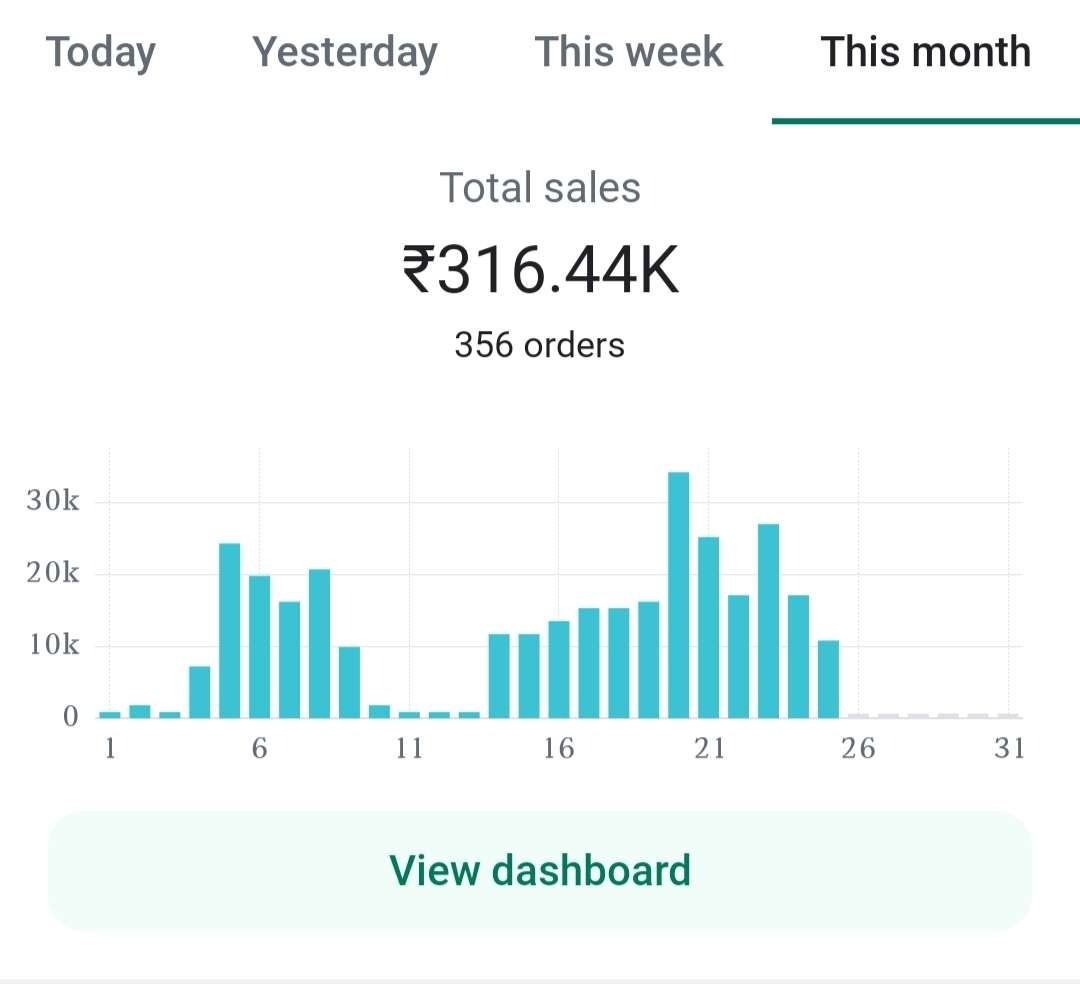 Today Yesterday This week This month
Total sales
₹316.44K
356 orders
30k
20k
10k
0
1 6 11 16 21 26 31
View dashboard